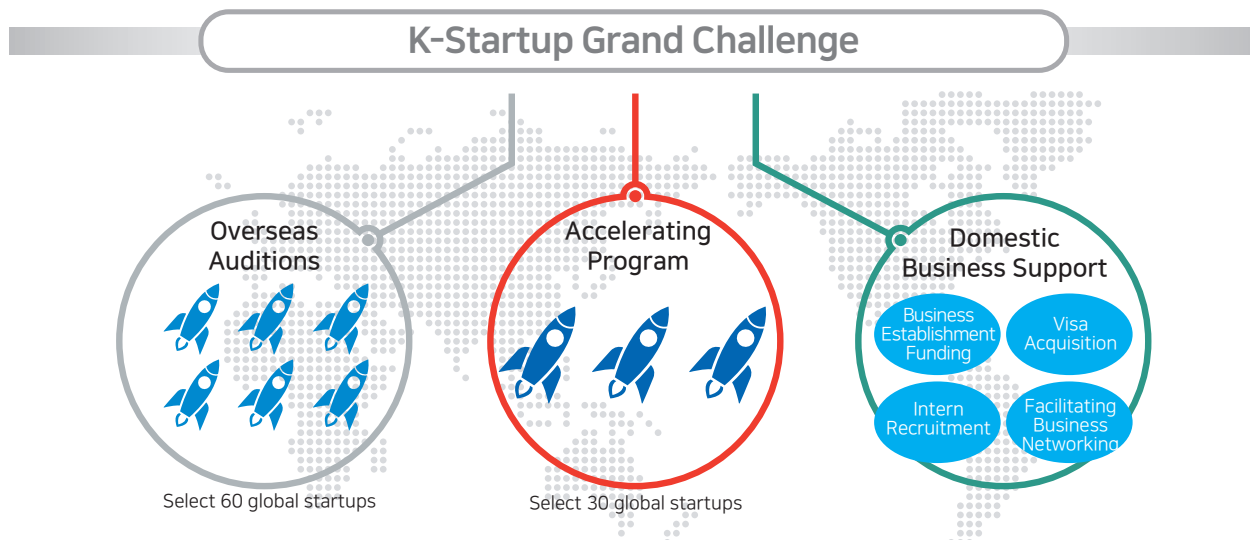 K-Startup Grand Challenge
Overseas
Auditions
Select 60 global startups
Accelerating
Program
Select 30 global startups
Domestic
Business Support
Business
Establishment
Funding
Visa
Acquisition
Intern
Recruitment
Facilitating
Business
Networking